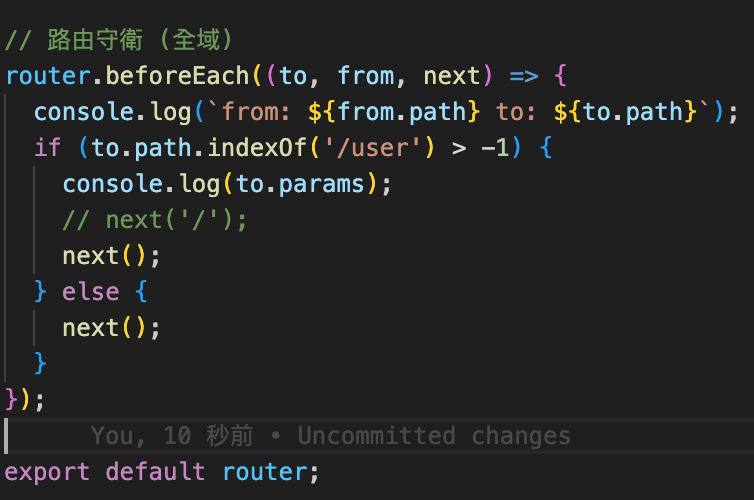 // 路由守衛 (全域)
router.beforeEach((to, from, next) => {
  console.log(`from: ${from.path} to: ${to.path}`);
  if (to.path.indexOf('/user') > -1) {
    console.log(to.params);
    // next('/');
    next();
  } else {
    next();
  }
});
You, 10 秒前 • Uncommitted changes
export default router;